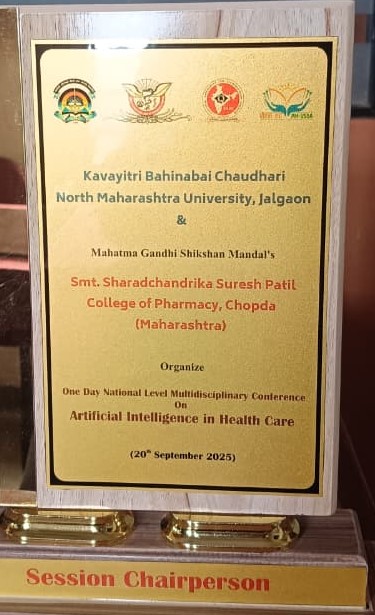 Kavayitri Bahinabai Chaudhari
North Maharashtra University, Jalgaon
&
Mahatma Gandhi Shikshan Mandal's
Smt. Sharadchandrika Suresh Patil
College of Pharmacy, Chopda
(Maharashtra)
Organize
One Day National Level Multidisciplinary Conference
On
Artificial Intelligence in Health Care
(20th September 2025)
Session Chairperson